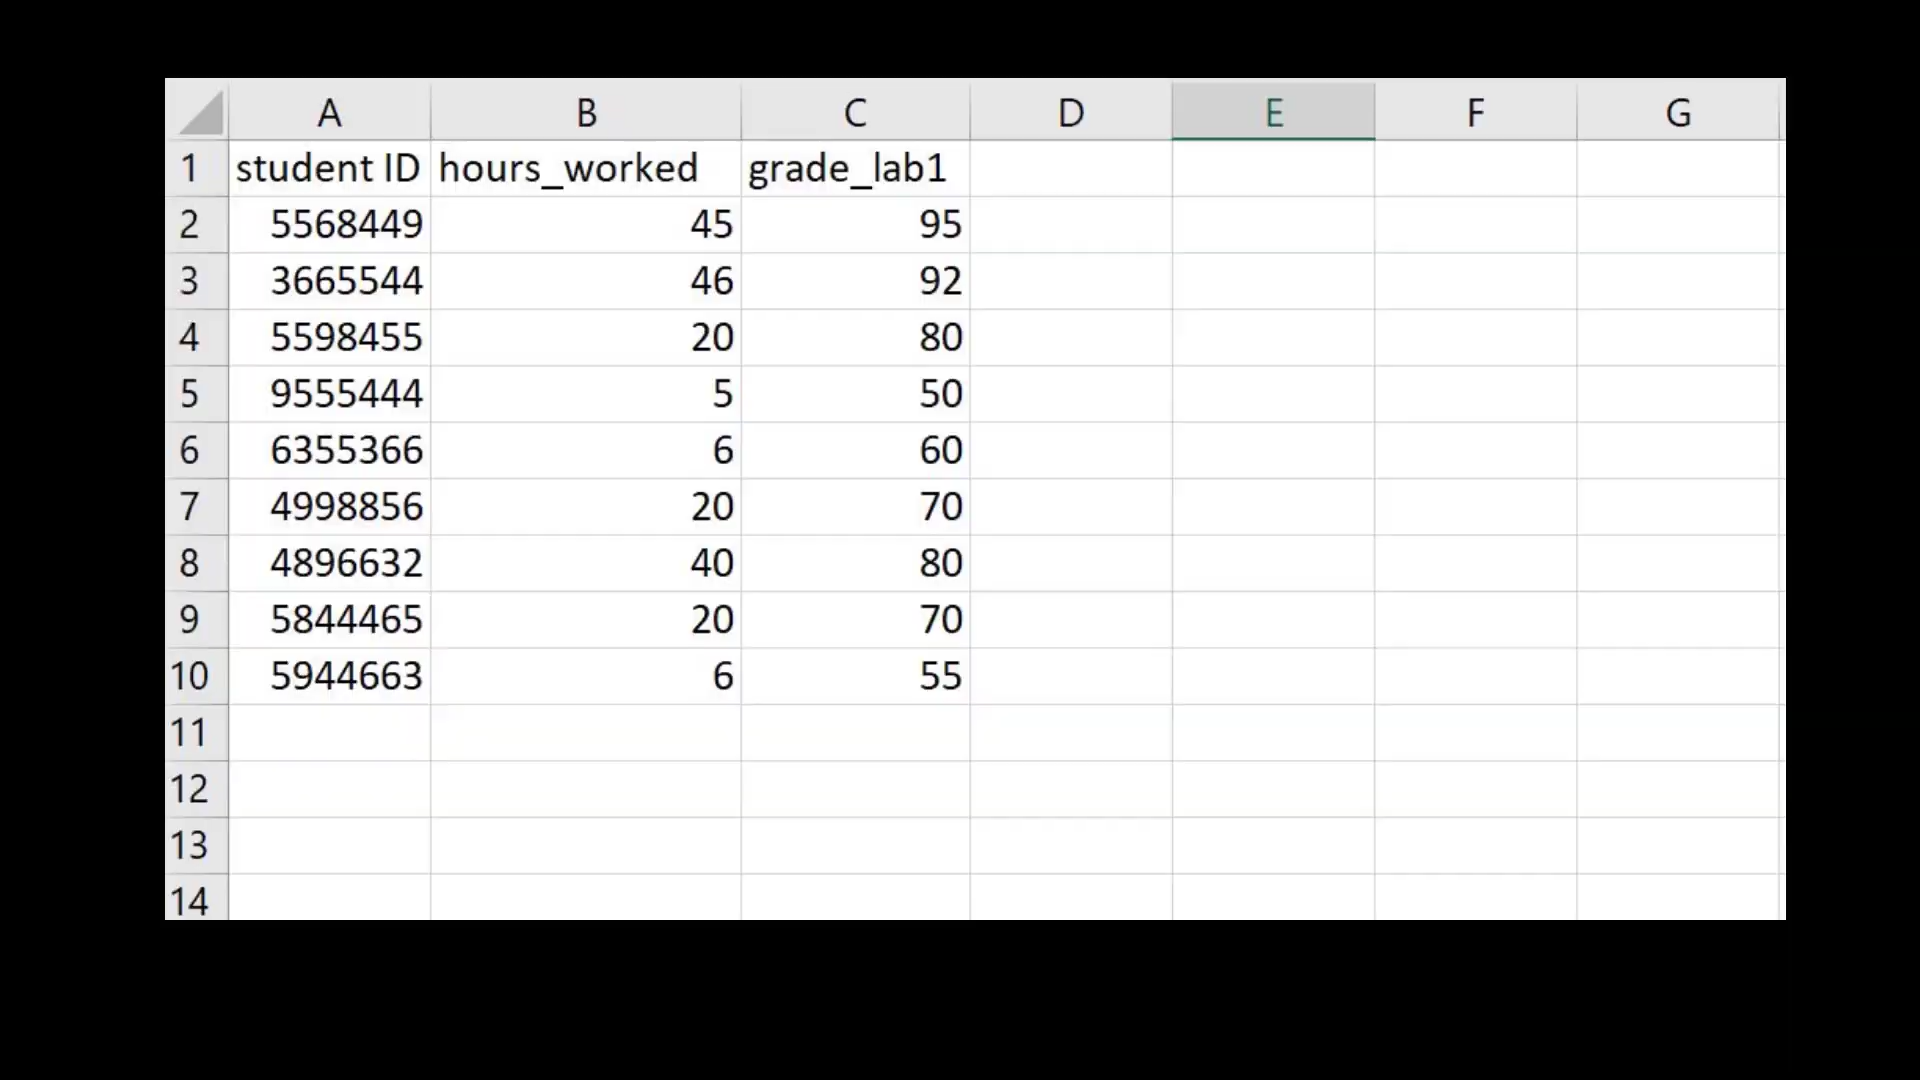 A B C D E F G
1 student ID hours_worked grade_lab1
2 5568449 45 95
3 3665544 46 92
4 5598455 20 80
5 9555444 5 50
6 6355366 6 60
7 4998856 20 70
8 4896632 40 80
9 5844465 20 70
10 5944663 6 55
11
12
13
14